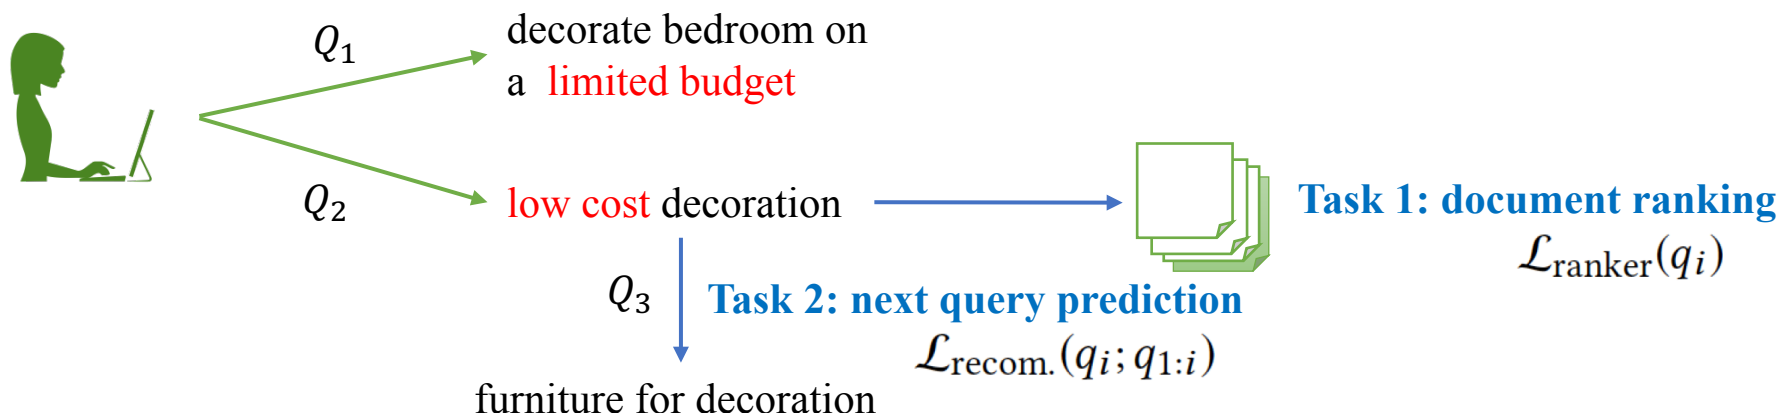 Q₁
decorate bedroom on
a limited budget
Q₂
low cost decoration
Task 1: document ranking
ℒranker(qᵢ)
Q₃
Task 2: next query prediction
ℒrecom.(qᵢ; q₁:ᵢ)
furniture for decoration